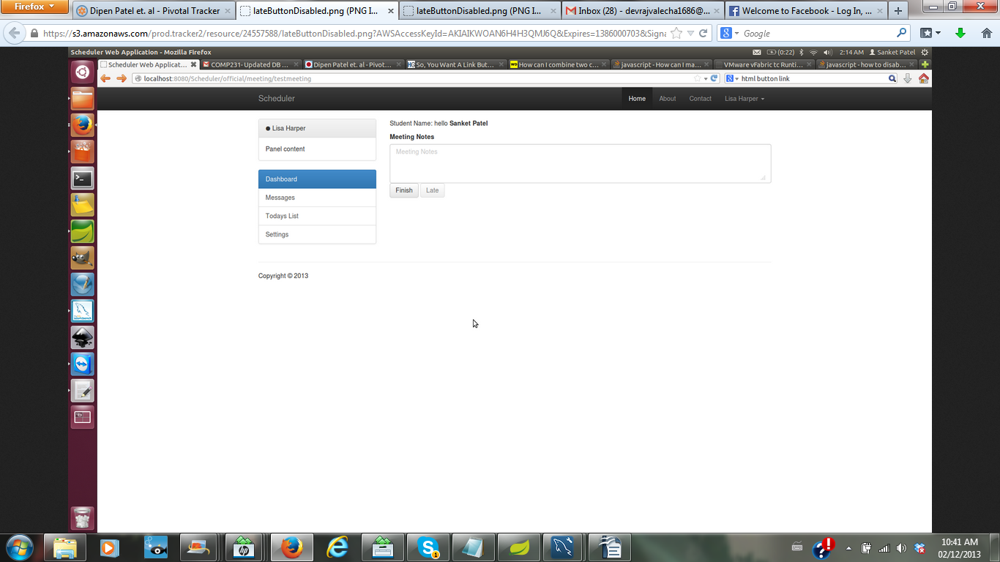 Firefox
Dipen Patel et. al - Pivotal Tracker
lateButtonDisabled.png (PNG I...
lateButtonDisabled.png (PNG I...
Inbox (28) - devrajvalecha1686@...
Welcome to Facebook - Log In, ...
https://s3.amazonaws.com/prod.tracker2/resource/24557588/lateButtonDisabled.png?AWSAccessKeyId=AKIAIKWOAN6H4H3QMJ6Q&Expires=1386000703&Signa
Google
Scheduler Web Application - Mozilla Firefox
(0:22)
2:14 AM
Sanket Patel
Scheduler Web Applicat...
COMP231- Updated DB ...
Dipen Patel et. al - Pivot...
So, You Want A Link But...
How can I combine two c...
javascript - How can I ma...
VMware vFabric tc Runti...
javascript - how to disab...
localhost:8080/Scheduler/official/meeting/testmeeting
html button link
Scheduler
Home
About
Contact
Lisa Harper
Lisa Harper
Panel content
Dashboard
Messages
Todays List
Settings
Student Name: hello Sanket Patel
Meeting Notes
Meeting Notes
Finish
Late
Copyright © 2013
10:41 AM
02/12/2013